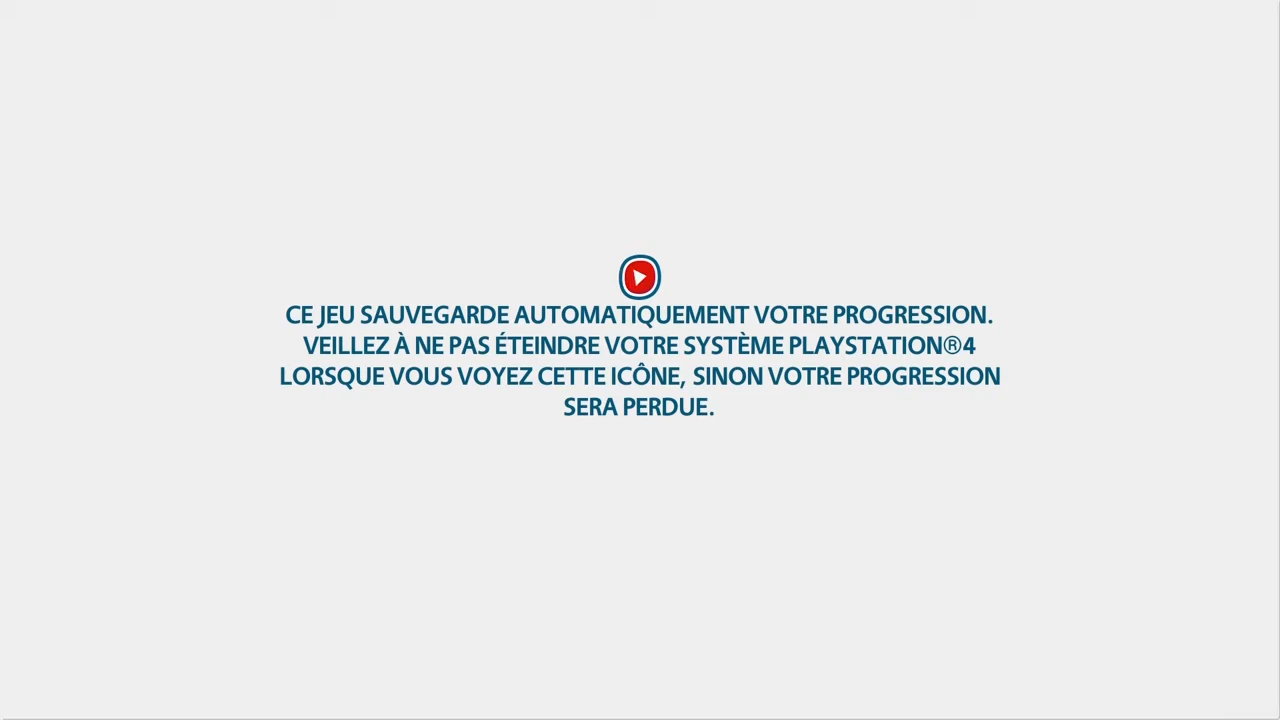 CE JEU SAUVEGARDE AUTOMATIQUEMENT VOTRE PROGRESSION.
VEILLEZ À NE PAS ÉTEINDRE VOTRE SYSTÈME PLAYSTATION®4
LORSQUE VOUS VOYEZ CETTE ICÔNE, SINON VOTRE PROGRESSION
SERA PERDUE.